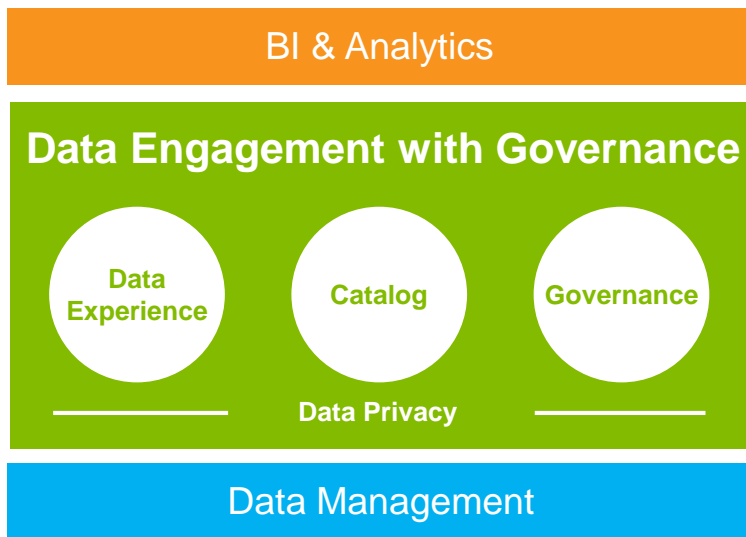 BI & Analytics
Data Engagement with Governance
Data
Experience
Catalog
Governance
Data Privacy
Data Management